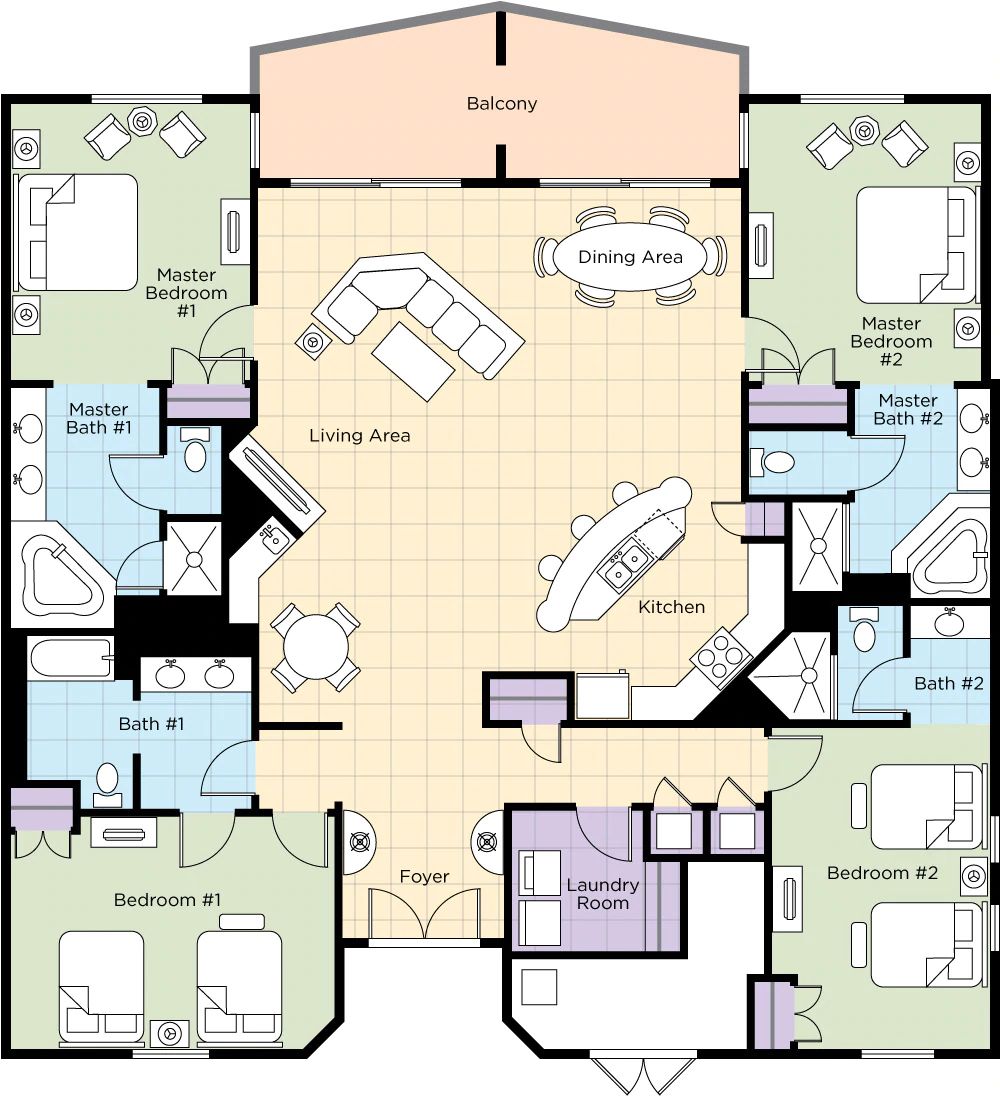 Balcony
Dining Area
Master
Bedroom
#1
Master
Bedroom
#2
Master
Bath #1
Master
Bath #2
Living Area
Kitchen
Bath #2
Bath #1
Foyer
Bedroom #1
Laundry
Room
Bedroom #2